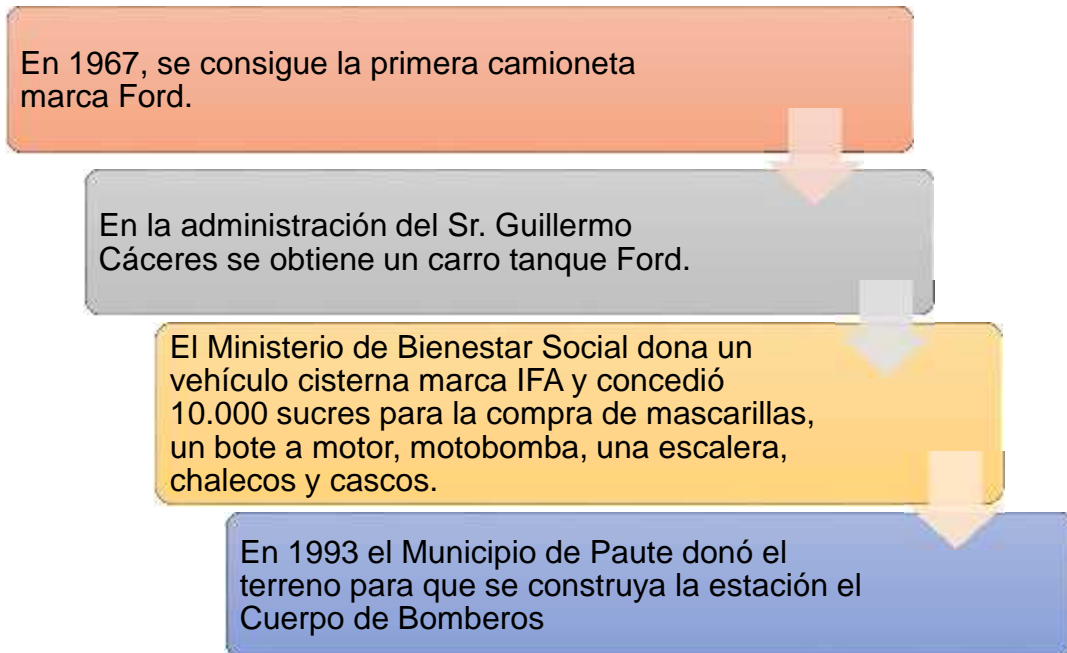 En 1967, se consigue la primera camioneta
marca Ford.
En la administración del Sr. Guillermo
Cáceres se obtiene un carro tanque Ford.
El Ministerio de Bienestar Social dona un
vehículo cisterna marca IFA y concedió
10.000 sucres para la compra de mascarillas,
un bote a motor, motobomba, una escalera,
chalecos y cascos.
En 1993 el Municipio de Paute donó el
terreno para que se construya la estación el
Cuerpo de Bomberos